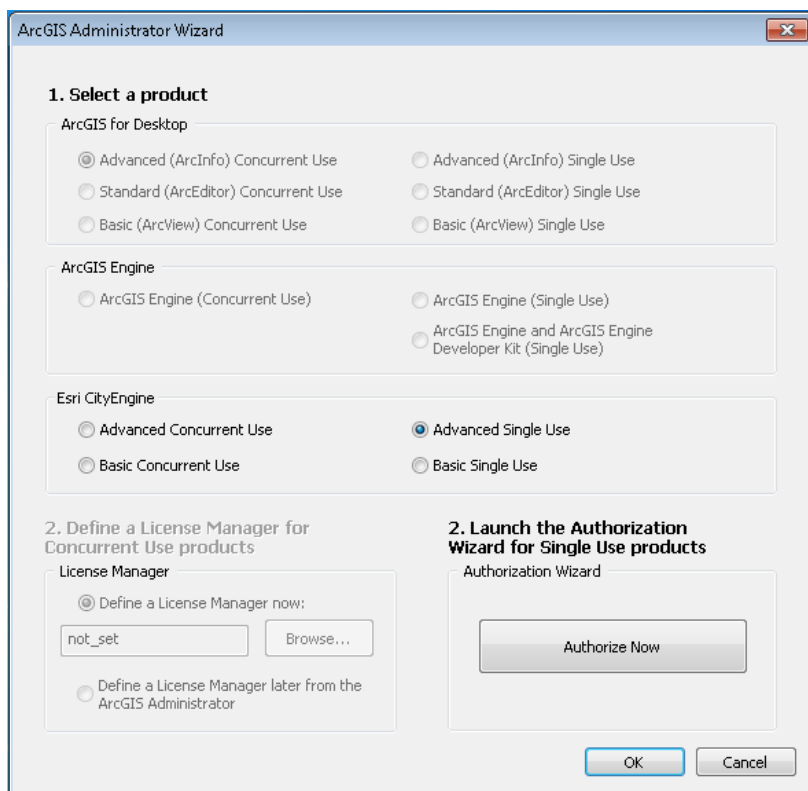 ArcGIS Administrator Wizard
1. Select a product
ArcGIS for Desktop
Advanced (ArcInfo) Concurrent Use
Advanced (ArcInfo) Single Use
Standard (ArcEditor) Concurrent Use
Standard (ArcEditor) Single Use
Basic (ArcView) Concurrent Use
Basic (ArcView) Single Use
ArcGIS Engine
ArcGIS Engine (Concurrent Use)
ArcGIS Engine (Single Use)
ArcGIS Engine and ArcGIS Engine
Developer Kit (Single Use)
Esri CityEngine
Advanced Concurrent Use
Advanced Single Use
Basic Concurrent Use
Basic Single Use
2. Define a License Manager for
Concurrent Use products
License Manager
Define a License Manager now:
not_set
Browse...
Define a License Manager later from the
ArcGIS Administrator
2. Launch the Authorization
Wizard for Single Use products
Authorization Wizard
Authorize Now
OK
Cancel